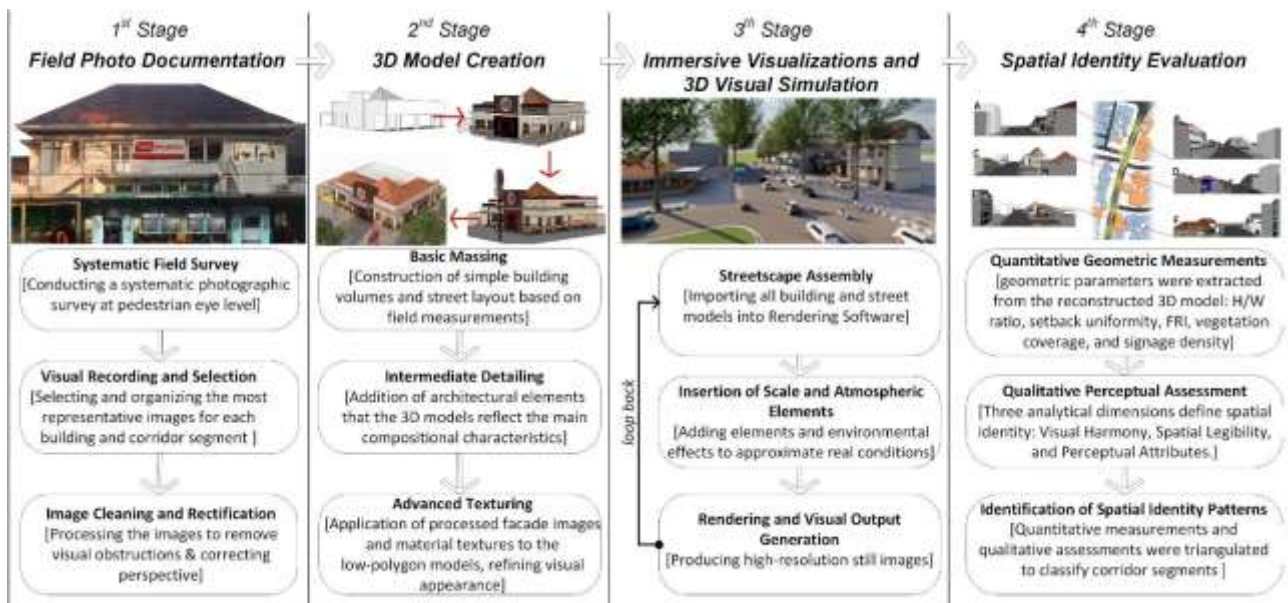 1st Stage
Field Photo Documentation
Systematic Field Survey
[Conducting a systematic photographic
survey at pedestrian eye level]
Visual Recording and Selection
[Selecting and organizing the most
representative images for each
building and corridor segment ]
Image Cleaning and Rectification
[Processing the images to remove
visual obstructions & correcting
perspective]
2nd Stage
3D Model Creation
Basic Massing
[Construction of simple building
volumes and street layout based on
field measurements]
Intermediate Detailing
[Addition of architectural elements
that the 3D models reflect the main
compositional characteristics]
Advanced Texturing
[Application of processed facade images
and material textures to the
low-polygon models, refining visual
appearance]
3th Stage
Immersive Visualizations and
3D Visual Simulation
Streetscape Assembly
[Importing all building and street
models into Rendering Software]
loop back
Insertion of Scale and Atmospheric
Elements
[Adding elements and environmental
effects to approximate real conditions]
Rendering and Visual Output
Generation
[Producing high-resolution still images]
4th Stage
Spatial Identity Evaluation
A
D
Quantitative Geometric Measurements
[geometric parameters were extracted
from the reconstructed 3D model: H/W
ratio, setback uniformity, FRI, vegetation
coverage, and signage density]
Qualitative Perceptual Assessment
[Three analytical dimensions define spatial
identity: Visual Harmony, Spatial Legibility,
and Perceptual Attributes.]
Identification of Spatial Identity Patterns
[Quantitative measurements and
qualitative assessments were triangulated
to classify corridor segments ]